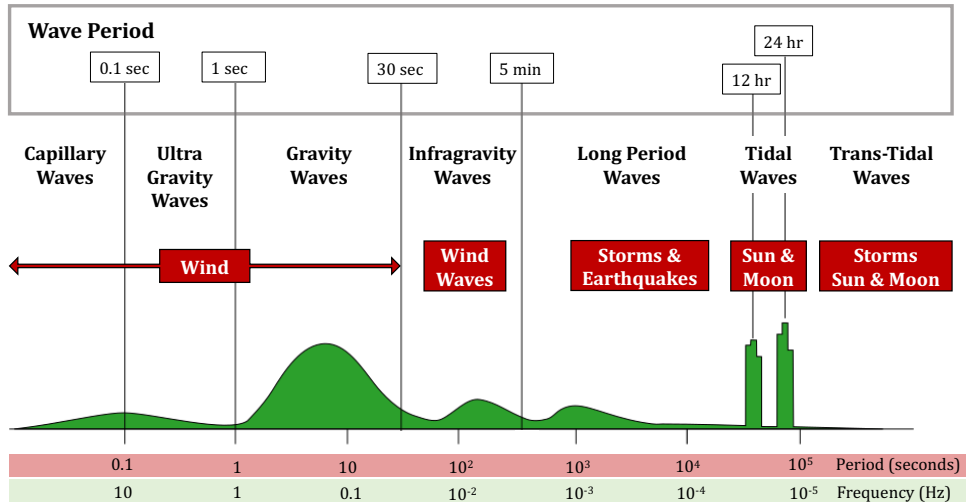 Wave Period
24 hr
0.1 sec
1 sec
30 sec
5 min
12 hr
Capillary
Waves
Ultra
Gravity
Waves
Gravity
Waves
Infragravity
Waves
Long Period
Waves
Tidal
Waves
Trans-Tidal
Waves
Wind
Wind
Waves
Storms &
Earthquakes
Sun &
Moon
Storms
Sun & Moon
0.1 1 10 10² 10³ 10⁴ 10⁵ Period (seconds)
10 1 0.1 10⁻² 10⁻³ 10⁻⁴ 10⁻⁵ Frequency (Hz)